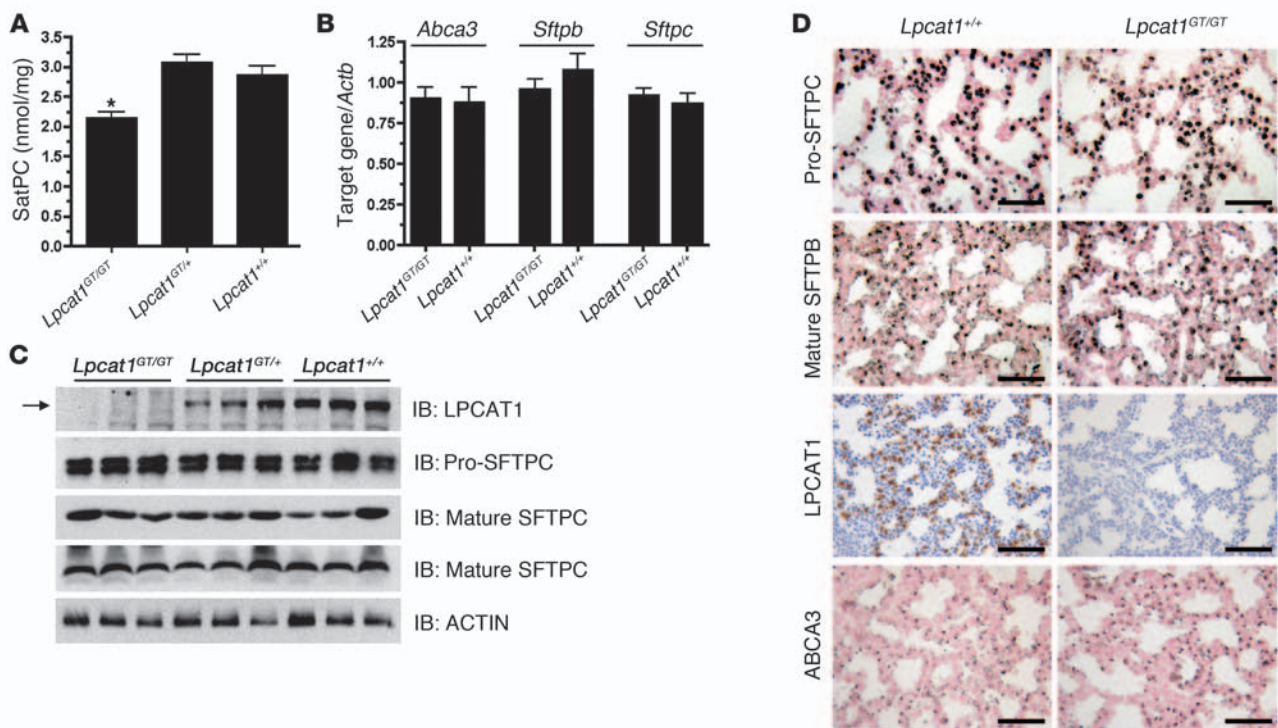 A
SatPC (nmol/mg)
3.5
3.0
2.5
2.0
1.5
1.0
0.5
0.0
*
Lpcat1GT/GT
Lpcat1GT/+
Lpcat1+/+
B
Abca3 Sftpb Sftpc
Target gene/Actb
1.25
1.00
0.75
0.50
0.25
0.00
Lpcat1GT/GT
Lpcat1+/+
Lpcat1GT/GT
Lpcat1+/+
Lpcat1GT/GT
Lpcat1+/+
C
Lpcat1GT/GT Lpcat1GT/+ Lpcat1+/+
IB: LPCAT1
IB: Pro-SFTPC
IB: Mature SFTPC
IB: Mature SFTPC
IB: ACTIN
D
Lpcat1+/+ Lpcat1GT/GT
Pro-SFTPC
Mature SFTPB
LPCAT1
ABCA3